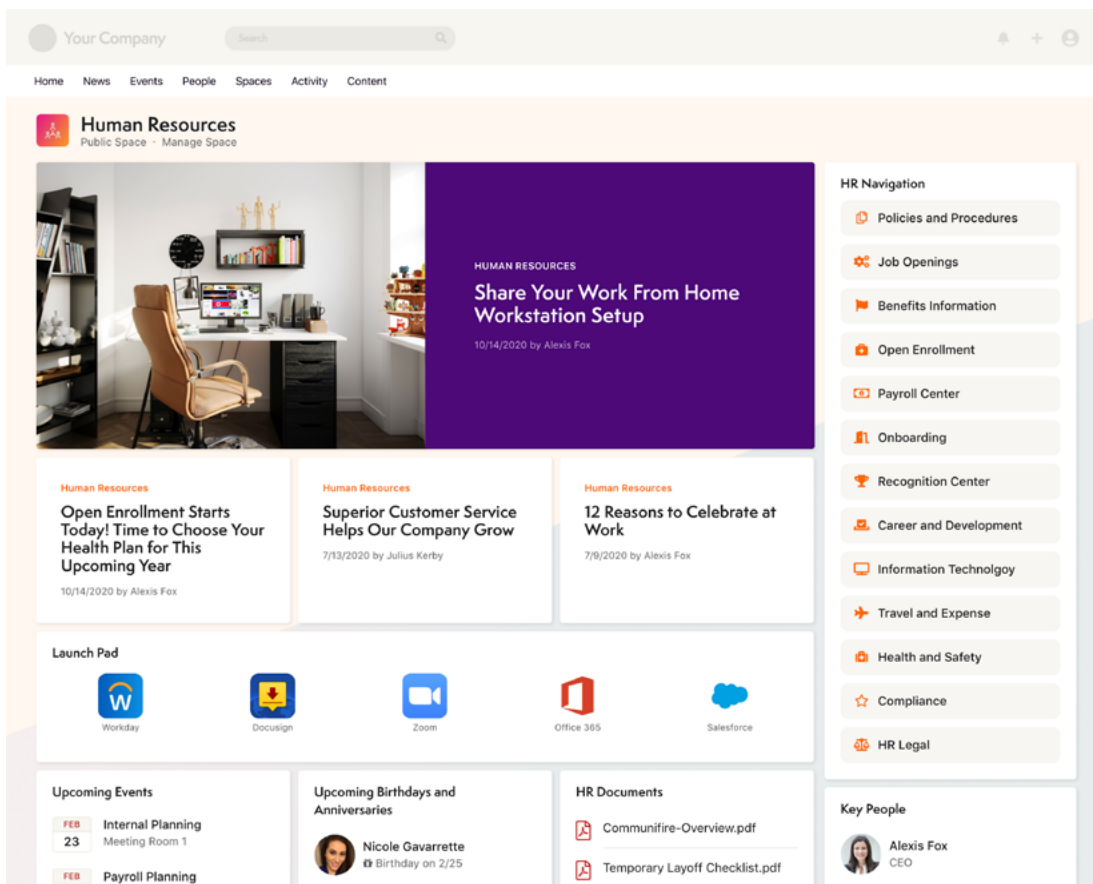 Your Company
Search
Home News Events People Spaces Activity Content
Human Resources
Public Space · Manage Space
HUMAN RESOURCES
Share Your Work From Home
Workstation Setup
10/14/2020 by Alexis Fox
Human Resources
Open Enrollment Starts
Today! Time to Choose Your
Health Plan for This
Upcoming Year
10/14/2020 by Alexis Fox
Human Resources
Superior Customer Service
Helps Our Company Grow
7/13/2020 by Julius Kerby
Human Resources
12 Reasons to Celebrate at
Work
7/9/2020 by Alexis Fox
Launch Pad
Workday
Docusign
Zoom
Office 365
Salesforce
Upcoming Events
FEB
23
Internal Planning
Meeting Room 1
FEB
Payroll Planning
Upcoming Birthdays and
Anniversaries
Nicole Gavarrette
Birthday on 2/25
HR Documents
Communifire-Overview.pdf
Temporary Layoff Checklist.pdf
HR Navigation
Policies and Procedures
Job Openings
Benefits Information
Open Enrollment
Payroll Center
Onboarding
Recognition Center
Career and Development
Information Technolgoy
Travel and Expense
Health and Safety
Compliance
HR Legal
Key People
Alexis Fox
CEO